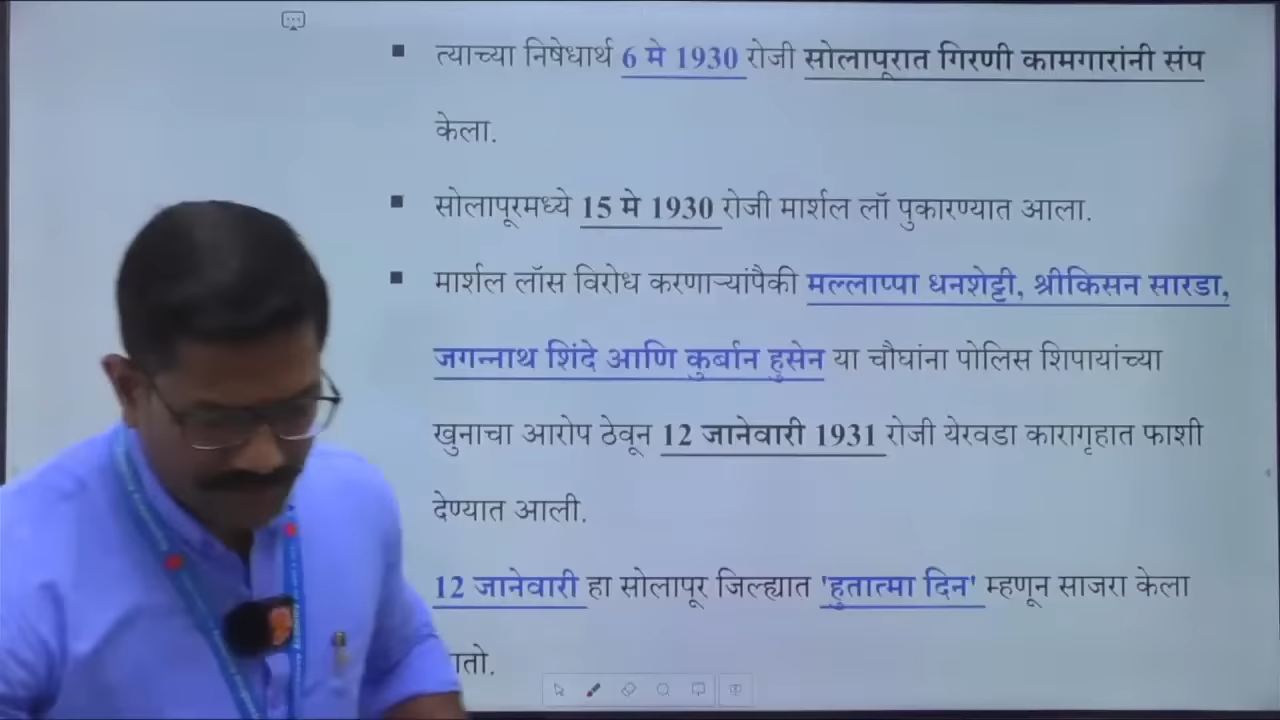 त्याच्या निषेधार्थ 6 मे 1930 रोजी सोलापूरात गिरणी कामगारांनी संप
केला.
सोलापूरमध्ये 15 मे 1930 रोजी मार्शल लॉ पुकारण्यात आला.
मार्शल लॉस विरोध करणाऱ्यांपैकी मल्लाप्पा धनशेट्टी, श्रीकिसन सारडा,
जगन्नाथ शिंदे आणि कुर्बान हुसेन या चौघांना पोलिस शिपायांच्या
खुनाचा आरोप ठेवून 12 जानेवारी 1931 रोजी येरवडा कारागृहात फाशी
देण्यात आली.
12 जानेवारी हा सोलापूर जिल्ह्यात 'हुतात्मा दिन' म्हणून साजरा केला